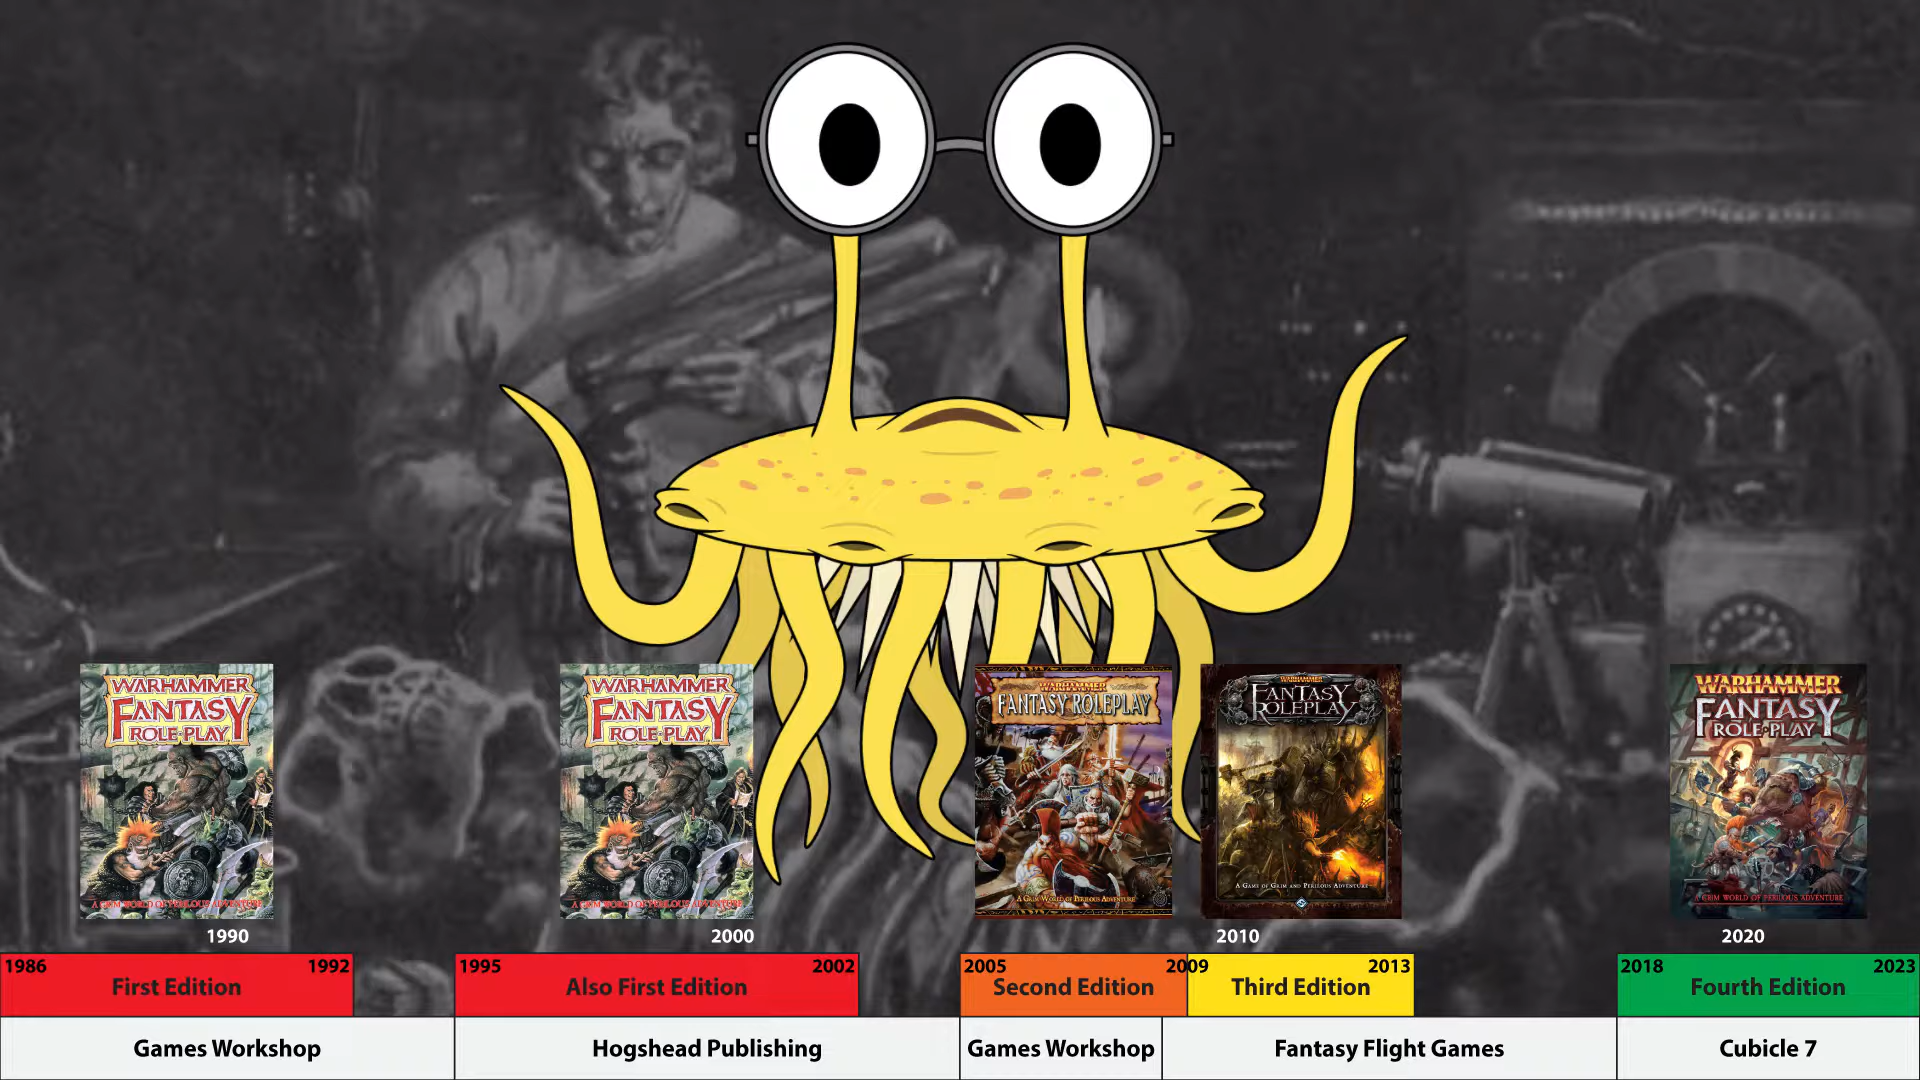 WARHAMMER
FANTASY
ROLE-PLAY
A GRIM WORLD OF PERILOUS ADVENTURE
WARHAMMER
FANTASY
ROLE-PLAY
A GRIM WORLD OF PERILOUS ADVENTURE
WARHAMMER
FANTASY ROLEPLAY
A GRIM WORLD OF PERILOUS ADVENTURE
WARHAMMER
FANTASY
ROLEPLAY
A GAME OF GRIM AND PERILOUS ADVENTURE
WARHAMMER
FANTASY
ROLE-PLAY
A GRIM WORLD OF PERILOUS ADVENTURE
1990
2000
2010
2020
1986 1992
First Edition
1995 2002
Also First Edition
2005 2009
Second Edition
2013
Third Edition
2018 2023
Fourth Edition
Games Workshop
Hogshead Publishing
Games Workshop
Fantasy Flight Games
Cubicle 7